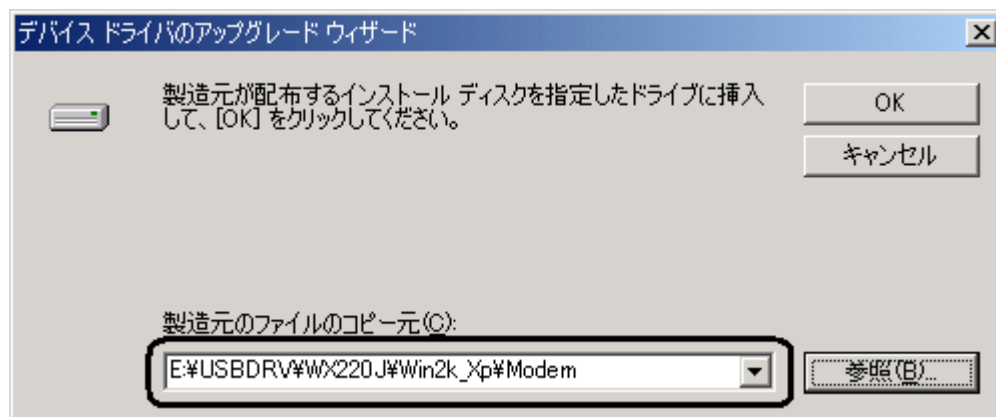 デバイス ドライバのアップグレード ウィザード
製造元が配布するインストール ディスクを指定したドライブに挿入
して、[OK] をクリックしてください。
OK
キャンセル
製造元のファイルのコピー元(C):
E:¥USBDRV¥WX220J¥Win2k_Xp¥Modem
参照(B)...